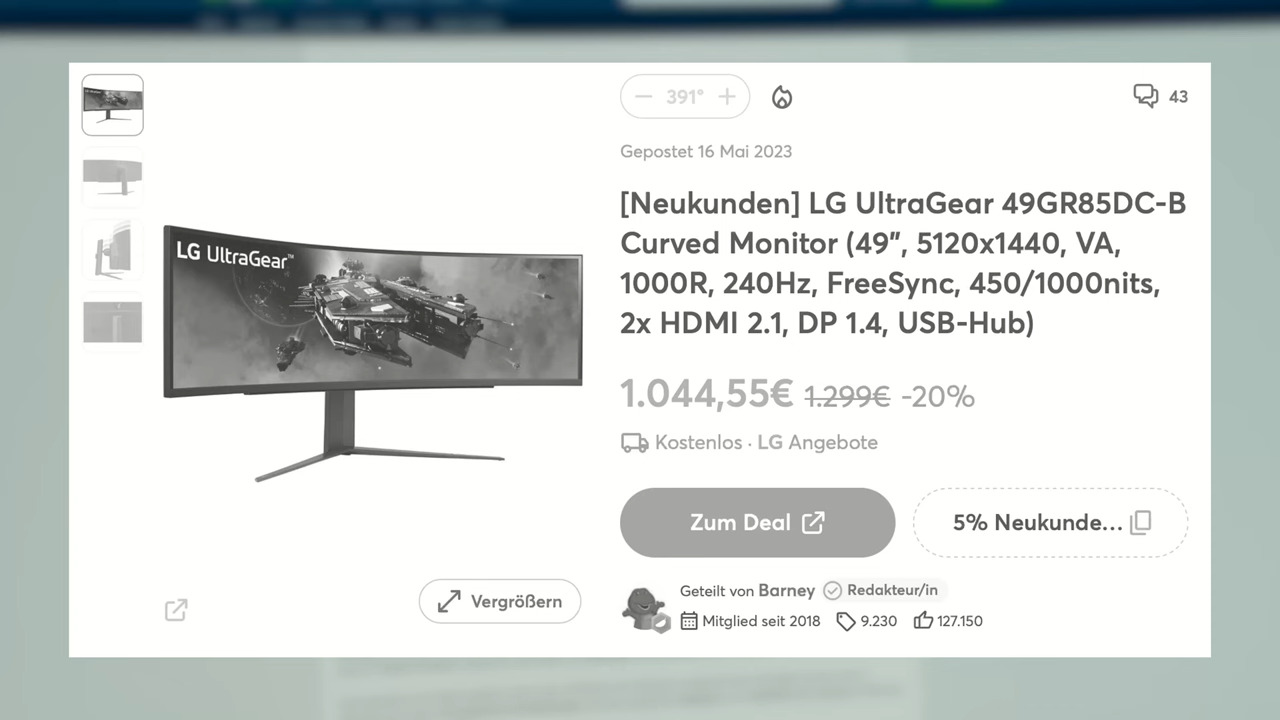 391°
43
Gepostet 16 Mai 2023
[Neukunden] LG UltraGear 49GR85DC-B
Curved Monitor (49”, 5120x1440, VA,
1000R, 240Hz, FreeSync, 450/1000nits,
2x HDMI 2.1, DP 1.4, USB-Hub)
LG UltraGear™
1.044,55€ 1.299€ -20%
Kostenlos · LG Angebote
Zum Deal
5% Neukunde...
Vergrößern
Geteilt von Barney Redakteur/in
Mitglied seit 2018 9.230 127.150